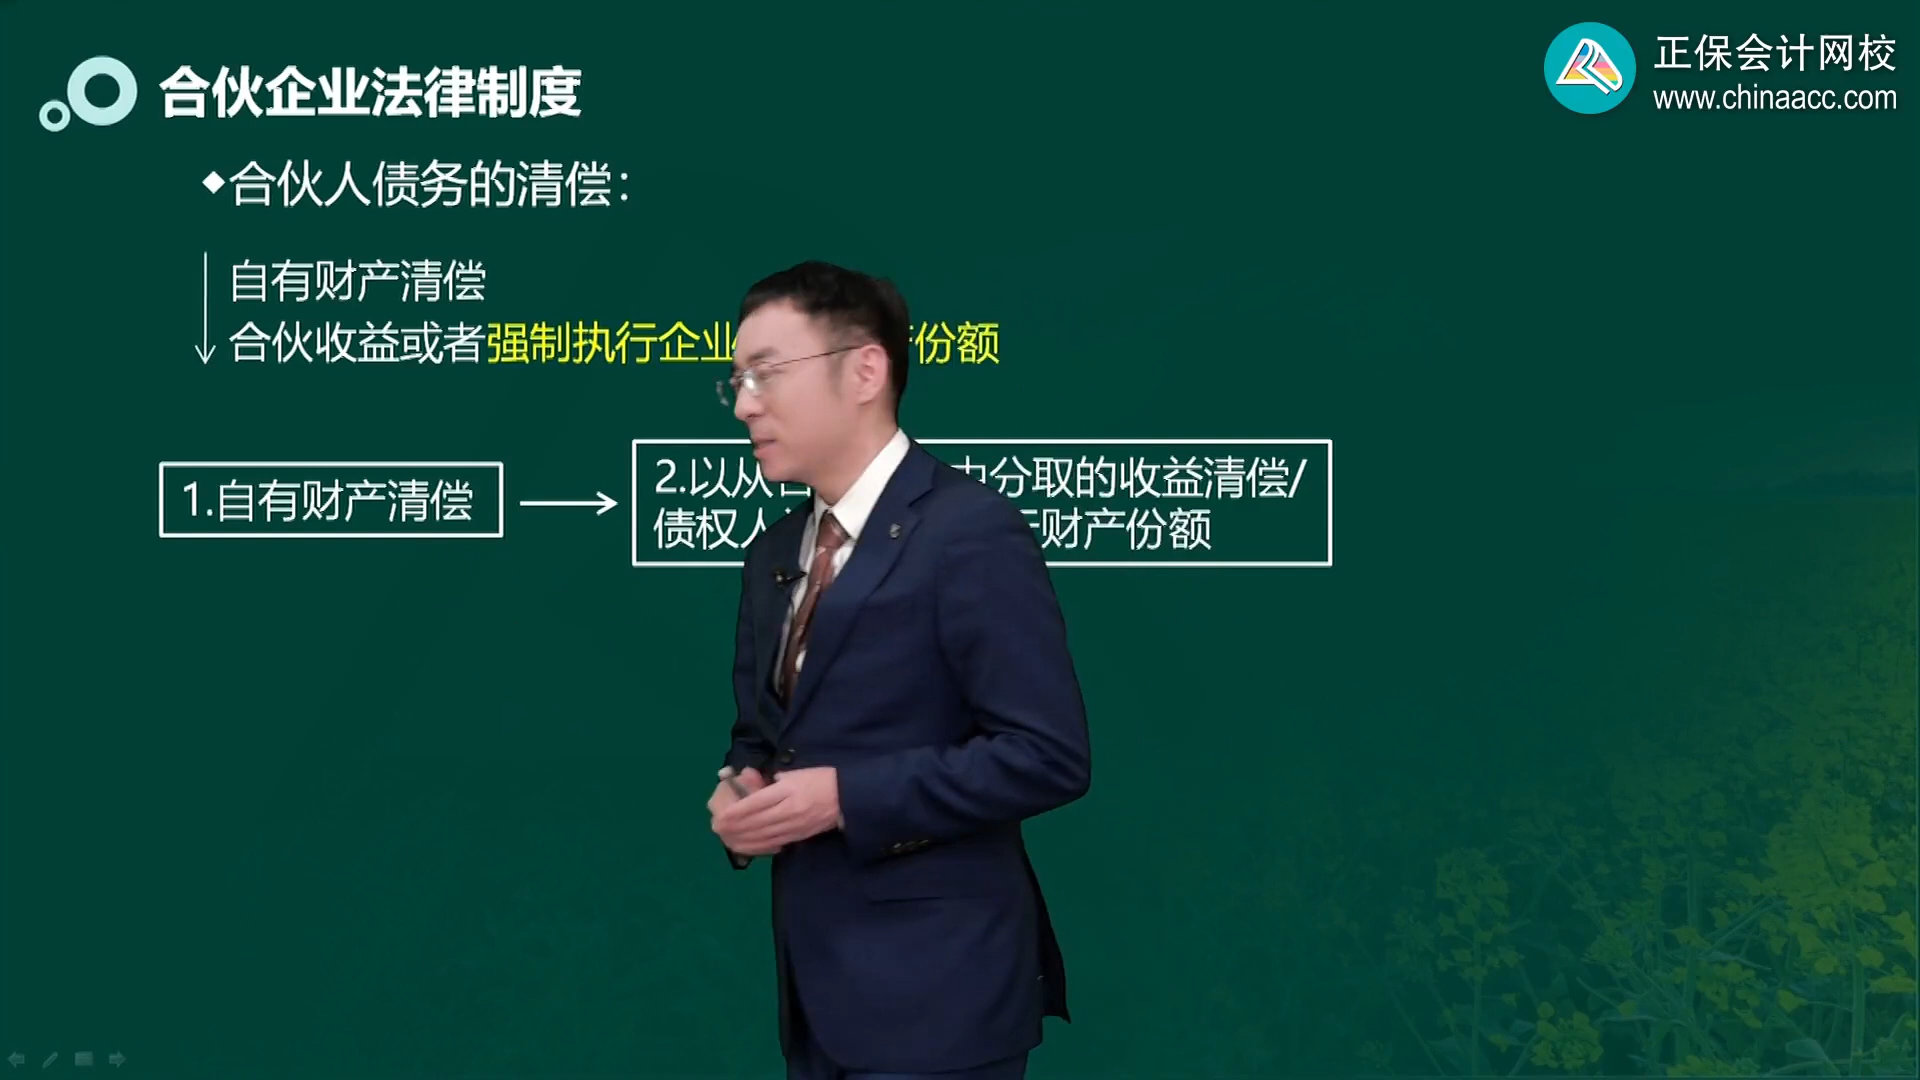 正保会计网校
www.chinaacc.com
合伙企业法律制度
◆合伙人债务的清偿：
自有财产清偿
合伙收益或者强制执行企业 份额
1.自有财产清偿
2.以从 中分取的收益清偿/
债权人 财产份额